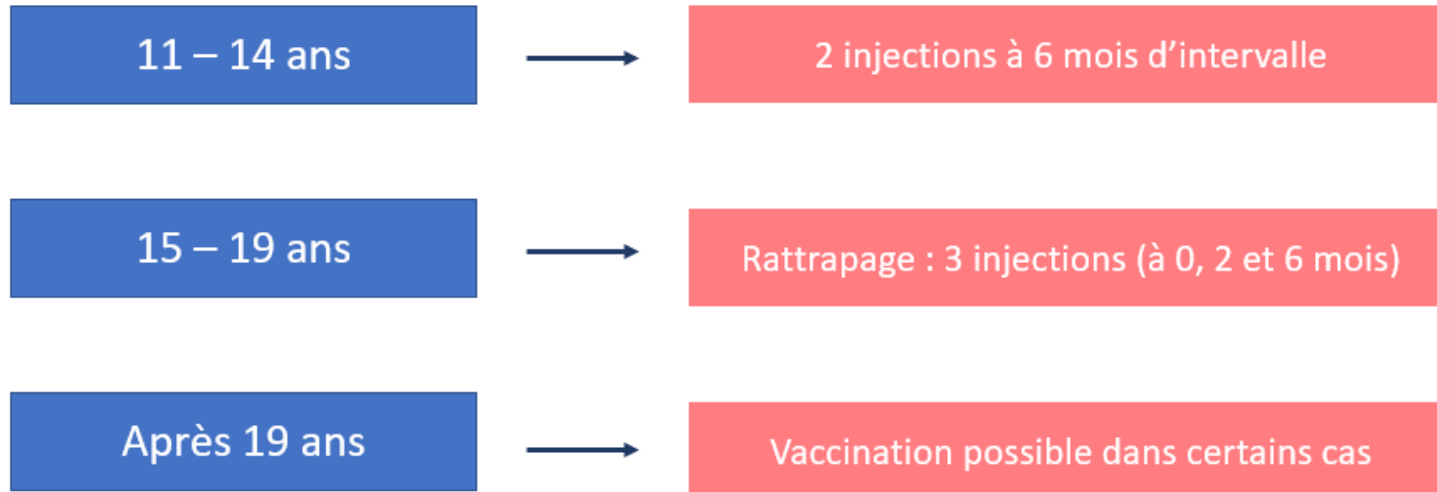 11 – 14 ans
2 injections à 6 mois d’intervalle
15 – 19 ans
Rattrapage : 3 injections (à 0, 2 et 6 mois)
Après 19 ans
Vaccination possible dans certains cas